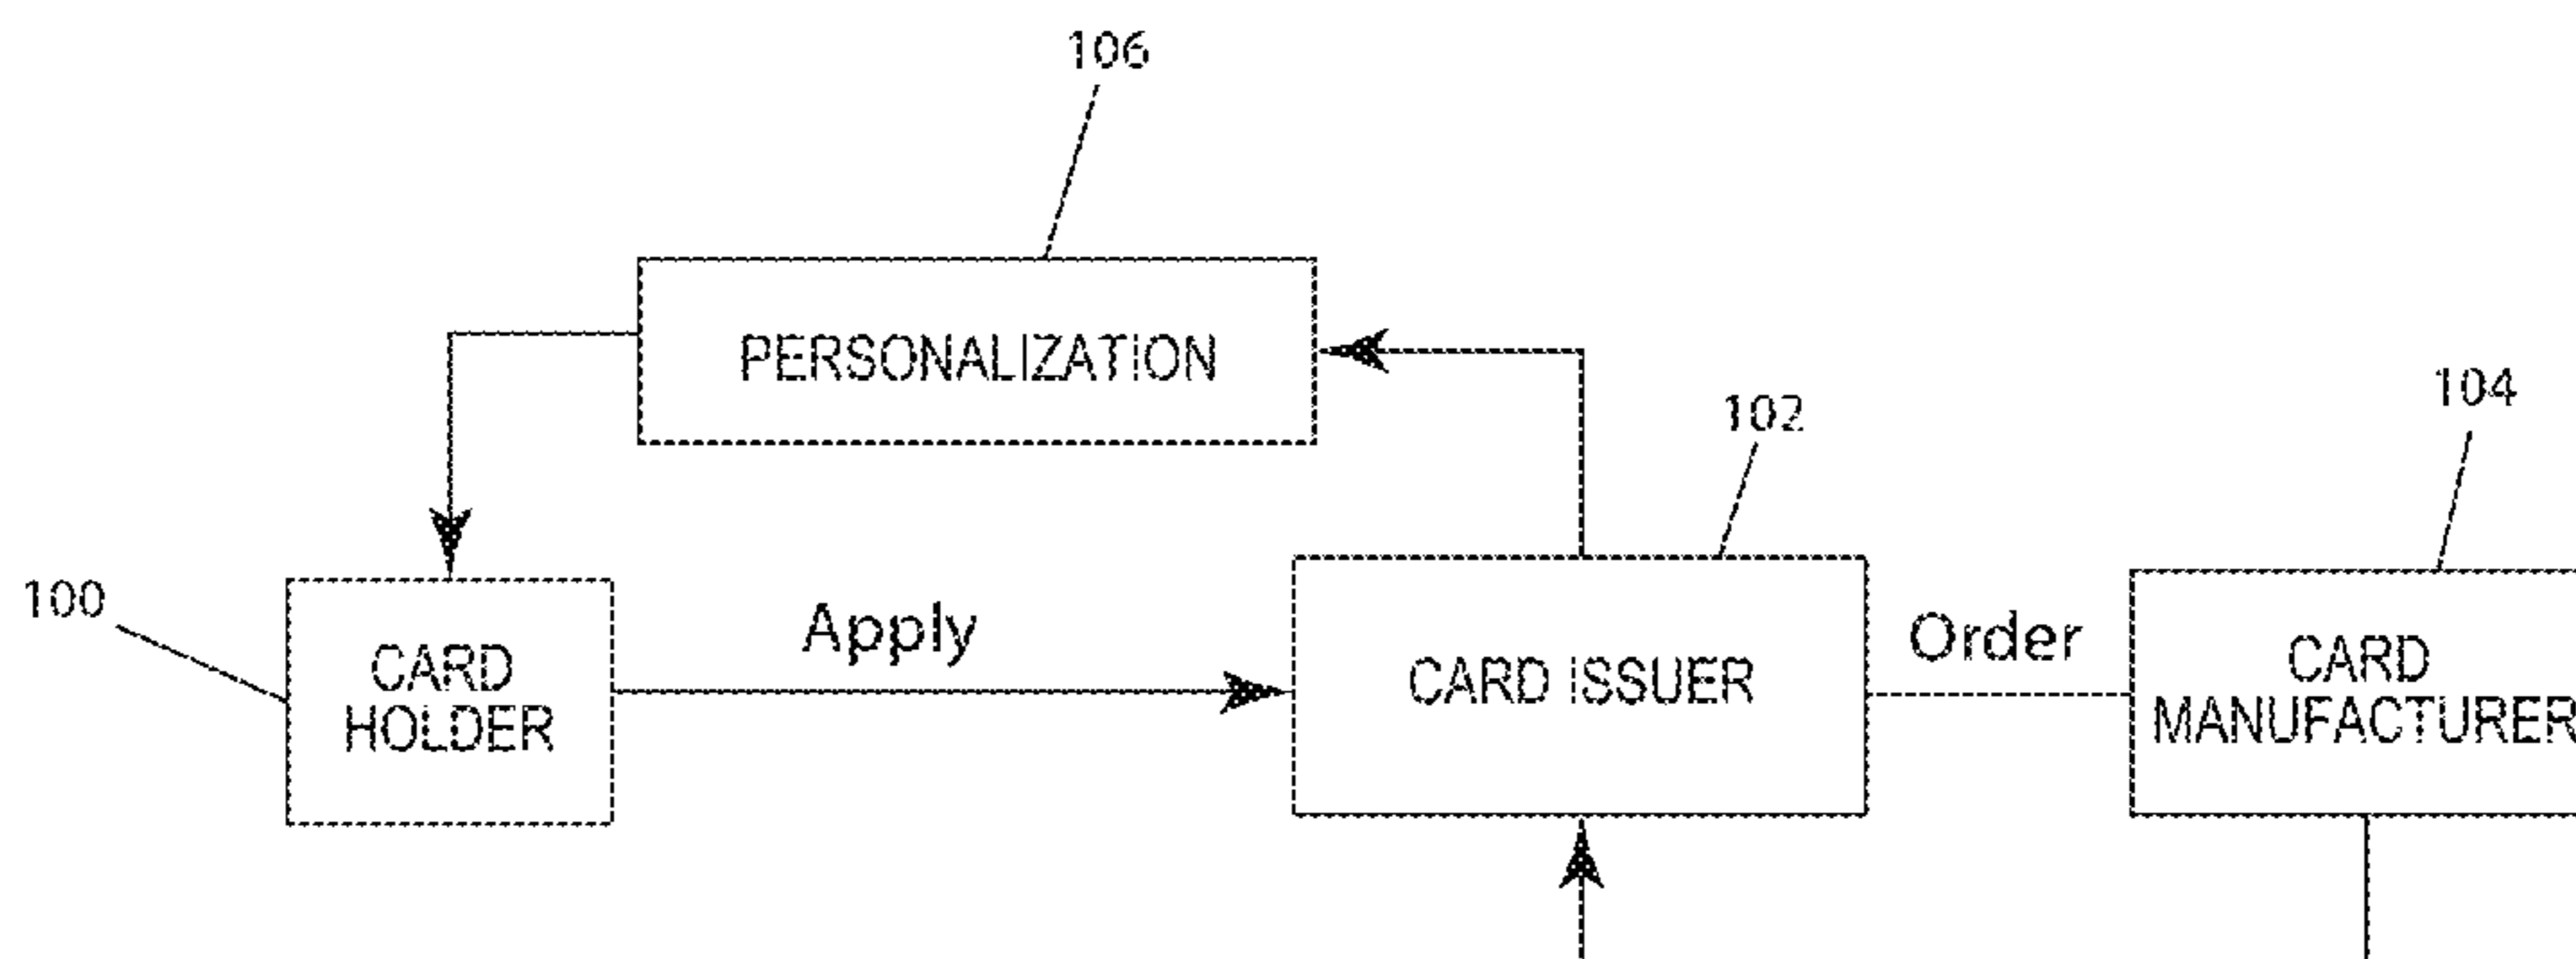 106
PERSONALIZATION
102
104
100
CARD
HOLDER
Apply
CARD ISSUER
Order
CARD
MANUFACTURER